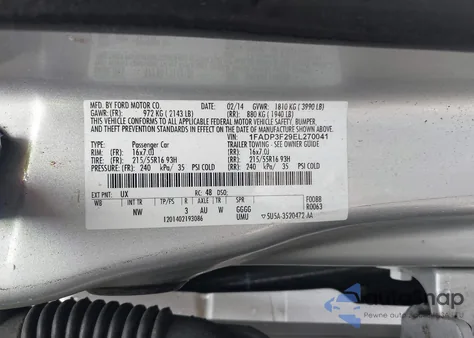 MFD. BY FORD MOTOR CO. 02/14 GVWR: 1810 KG ( 3990 LB)
GAWR: (FR): 972 KG ( 2143 LB) (RR): 880 KG ( 1940 LB)
THIS VEHICLE CONFORMS TO ALL APPLICABLE FEDERAL MOTOR
VEHICLE SAFETY, BUMPER,
AND THEFT PREVENTION STANDARDS IN EFFECT ON THE DATE OF
MANUFACTURE SHOWN ABOVE. VIN: 1FADP3F29EL270041
TYPE: Passenger Car TRAILER TOWING - SEE OWNER GUIDE
RIM: (FR) 16x7.0J (RR): 16x7.0J
TIRE: (FR) 215/55R16 93H (RR): 215/55R16 93H
PRESSURE: (FR) 240 kPa/ 35 PSI COLD (RR): 240 kPa/ 35 PSI COLD
EXT PNT: UX RC: 48 DSO: F0088
WB INT TR TP/PS R AXLE TR SPR R0063
NW 3 AU W GGGG
1201402193086 UMU 5U5A-3520472-AA
autochap